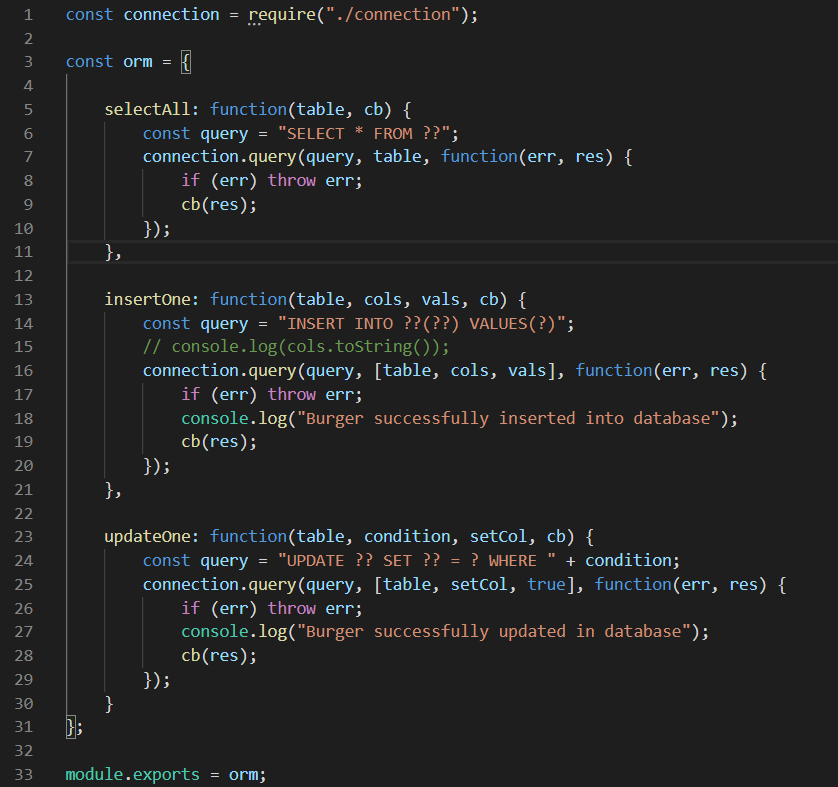 1 const connection = require("./connection");
2
3 const orm = {
4
5     selectAll: function(table, cb) {
6         const query = "SELECT * FROM ??";
7         connection.query(query, table, function(err, res) {
8             if (err) throw err;
9             cb(res);
10         });
11     },
12
13     insertOne: function(table, cols, vals, cb) {
14         const query = "INSERT INTO ??(??) VALUES(?)";
15         // console.log(cols.toString());
16         connection.query(query, [table, cols, vals], function(err, res) {
17             if (err) throw err;
18             console.log("Burger successfully inserted into database");
19             cb(res);
20         });
21     },
22
23     updateOne: function(table, condition, setCol, cb) {
24         const query = "UPDATE ?? SET ?? = ? WHERE " + condition;
25         connection.query(query, [table, setCol, true], function(err, res) {
26             if (err) throw err;
27             console.log("Burger successfully updated in database");
28             cb(res);
29         });
30     }
31 };
32
33 module.exports = orm;